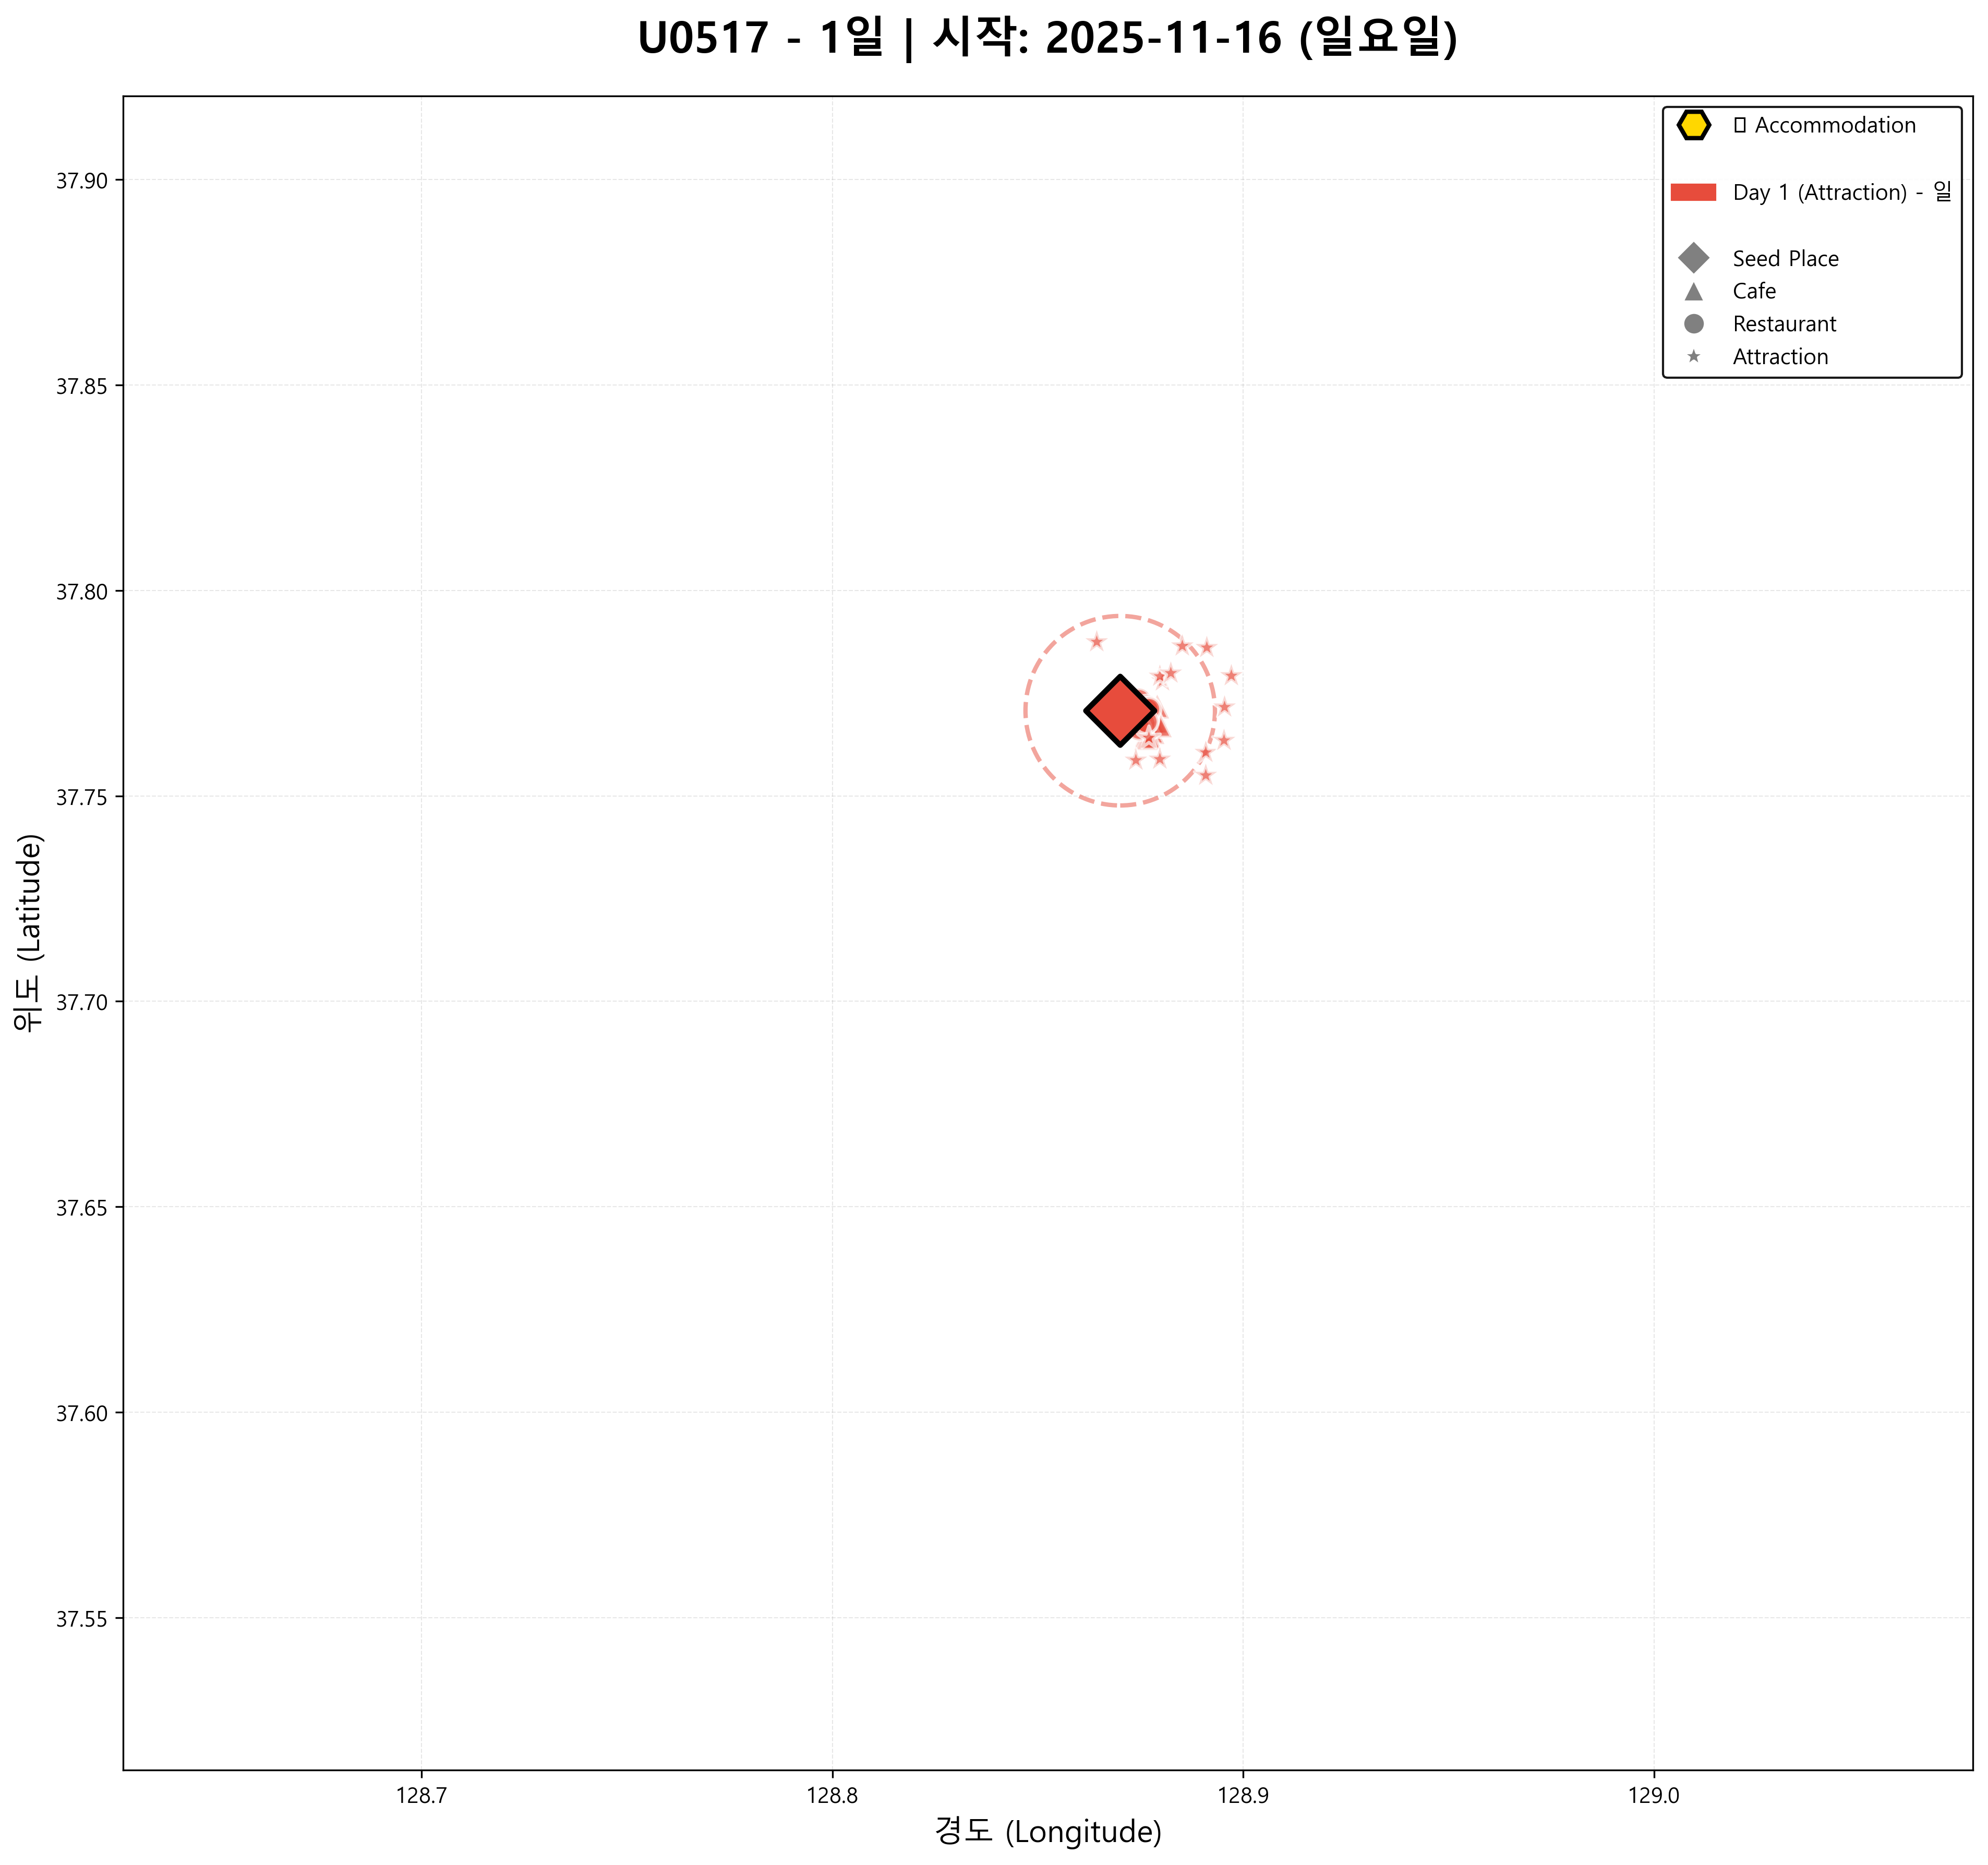 U0517 - 1일 | 시작: 2025-11-16 (일요일)
Accommodation
Day 1 (Attraction) - 일
Seed Place
Cafe
Restaurant
Attraction
위도 (Latitude)
37.90
37.85
37.80
37.75
37.70
37.65
37.60
37.55
128.7 128.8 128.9 129.0
경도 (Longitude)